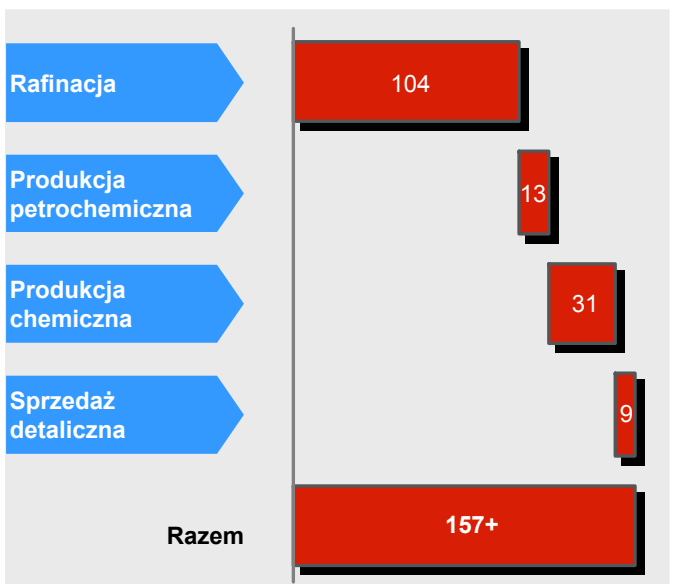 Rafinacja
104
Produkcja
petrochemiczna
13
Produkcja
chemiczna
31
Sprzedaż
detaliczna
9
Razem
157+